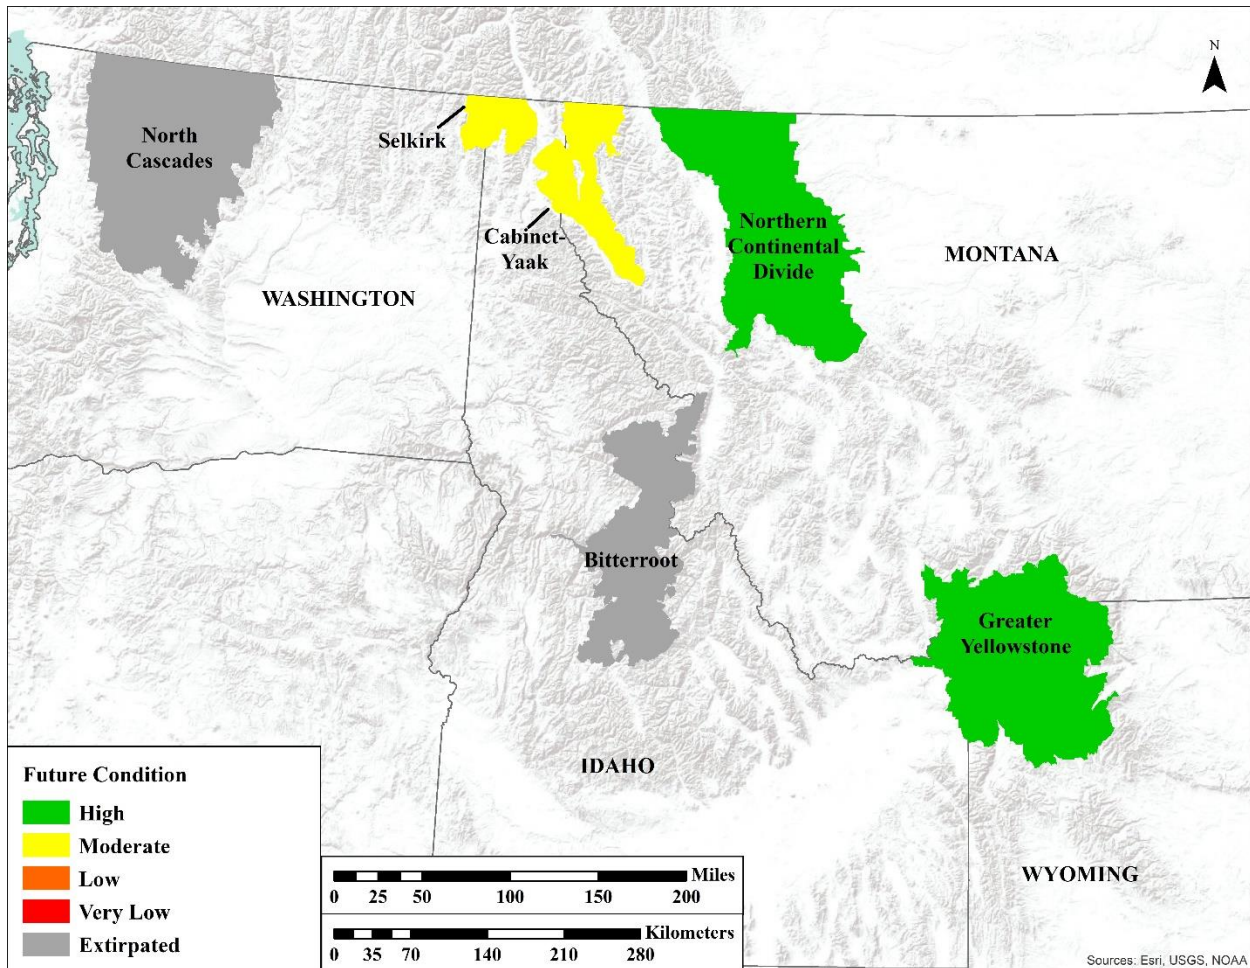 N
North
Cascades
Selkirk
Cabinet-
Yaak
Northern
Continental
Divide
MONTANA
WASHINGTON
Bitterroot
Greater
Yellowstone
IDAHO
WYOMING
Future Condition
High
Moderate
Low
Very Low
Extirpated
Miles
0 25 50 100 150 200
Kilometers
0 35 70 140 210 280
Sources: Esri, USGS, NOAA